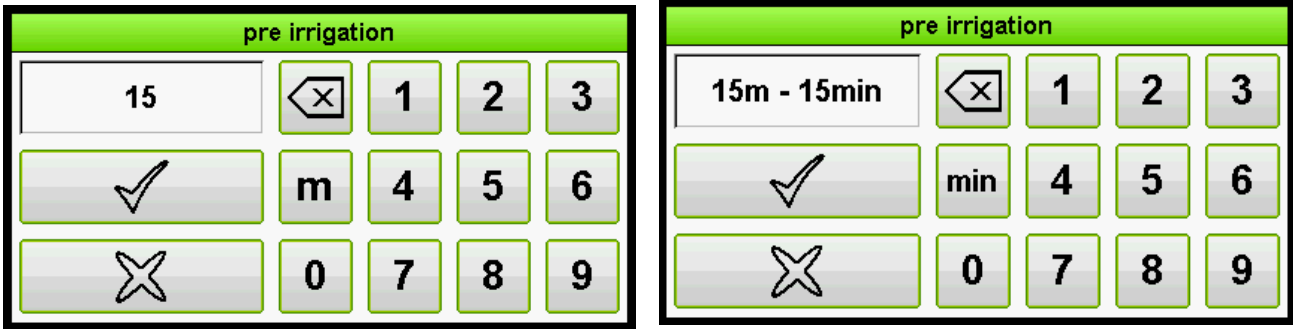 pre irrigation
15 1 2 3
m 4 5 6
0 7 8 9
pre irrigation
15m - 15min 1 2 3
min 4 5 6
0 7 8 9